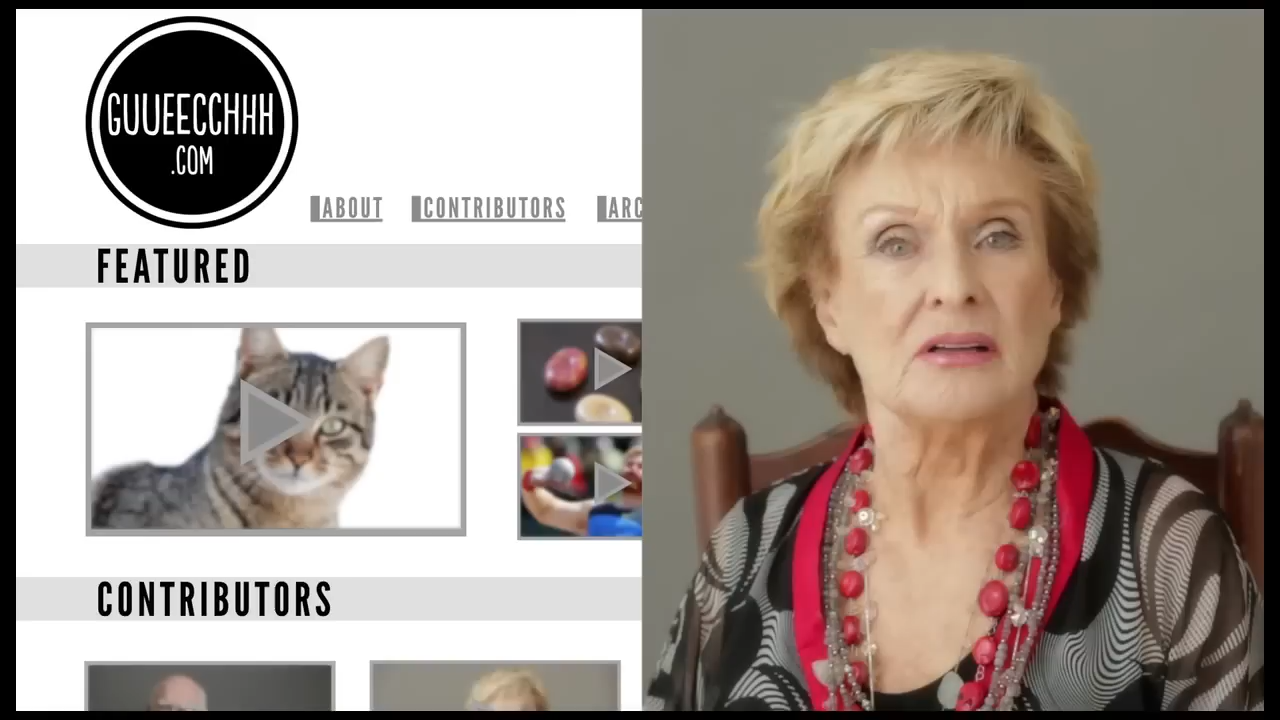 GUUEECCHHH
.COM
ABOUT CONTRIBUTORS
FEATURED
CONTRIBUTORS